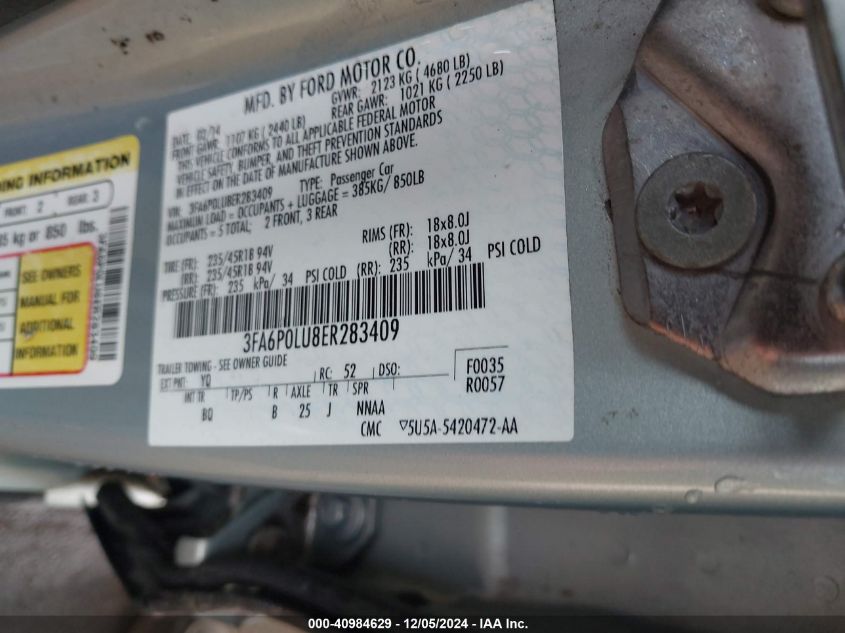 DING INFORMATION
FRONT 2 REAR 3
85 kg or 850 lbs.
SEE OWNERS
MANUAL FOR
ADDITIONAL
INFORMATION
MFD. BY FORD MOTOR CO.
DATE: 02/14 GVWR: 2123 KG ( 4680 LB)
FRONT GAWR: 1107 KG ( 2440 LB) REAR GAWR: 1021 KG ( 2250 LB)
THIS VEHICLE CONFORMS TO ALL APPLICABLE FEDERAL MOTOR
VEHICLE SAFETY, BUMPER, AND THEFT PREVENTION STANDARDS
IN EFFECT ON THE DATE OF MANUFACTURE SHOWN ABOVE.
VIN: 3FA6P0LU8ER283409 TYPE: Passenger Car
MAXIMUM LOAD = OCCUPANTS + LUGGAGE = 385KG/ 850LB
OCCUPANTS = 5 TOTAL; 2 FRONT, 3 REAR
TIRE (FR): 235/45R18 94V RIMS (FR): 18x8.0J
(RR): 235/45R18 94V (RR): 18x8.0J
PRESSURE (FR): 235 kPa/ 34 PSI COLD (RR): 235 kPa/ 34 PSI COLD
3FA6P0LU8ER283409
TRAILER TOWING - SEE OWNER GUIDE
EXT PNT: YQ RC: 52 DSO: F0035
R0057
INT TR TP/PS R AXLE TR SPR
BQ B 25 J NNAA
CMC ▽5U5A-5420472-AA
000-40984629 - 12/05/2024 - IAA Inc.